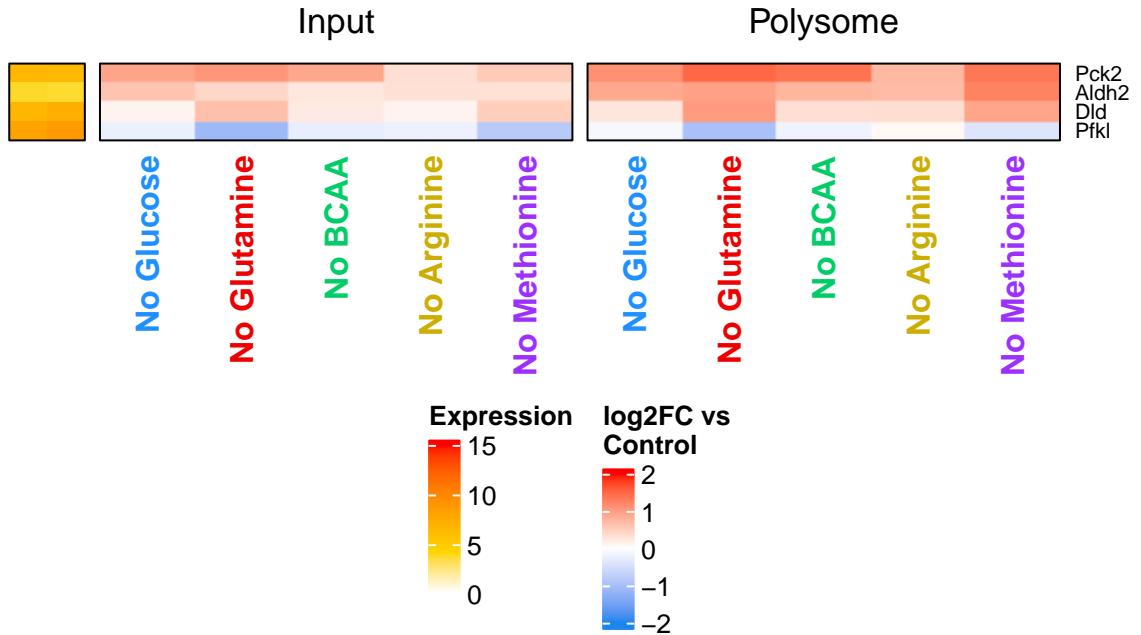 Input
Polysome
Pck2
Aldh2
Dld
Pfkl
No Glucose
No Glutamine
No BCAA
No Arginine
No Methionine
No Glucose
No Glutamine
No BCAA
No Arginine
No Methionine
Expression
15
10
5
0
log2FC vs
Control
2
1
0
−1
−2